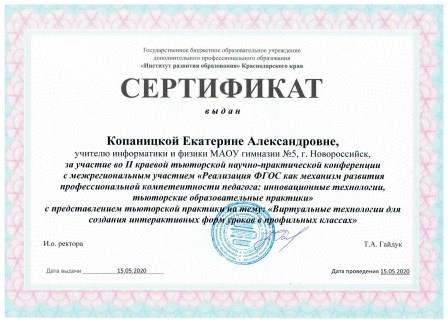 Государственное бюджетное образовательное учреждение
дополнительного профессионального образования
«Институт развития образования» Краснодарского края
СЕРТИФИКАТ
выдан
Копаницкой Екатерине Александровне,
учителю информатики и физики МАОУ гимназии №5, г. Новороссийск,
за участие во II краевой тьюторской научно-практической конференции
с межрегиональным участием «Реализация ФГОС как механизм развития
профессиональной компетентности педагога: инновационные технологии,
тьюторские образовательные практики»
с представлением тьюторской практики на тему: «Виртуальные технологии для
создания интерактивных форм уроков в профильных классах»
И.о. ректора
Т.А. Гайдук
Дата выдачи 15.05.2020
Дата проведения 15.05.2020